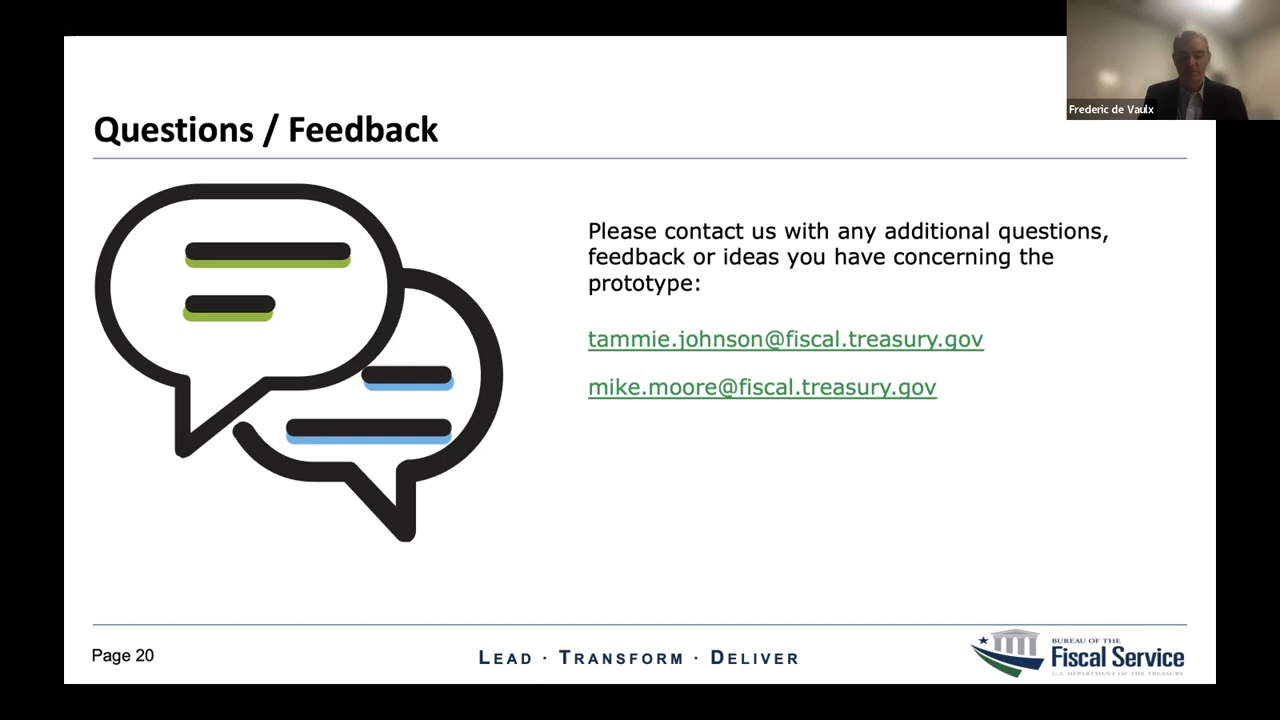 Frederic de Vaulx
Questions / Feedback
Please contact us with any additional questions,
feedback or ideas you have concerning the
prototype:
tammie.johnson@fiscal.treasury.gov
mike.moore@fiscal.treasury.gov
Page 20
LEAD · TRANSFORM · DELIVER
BUREAU OF THE
Fiscal Service
U.S. DEPARTMENT OF THE TREASURY